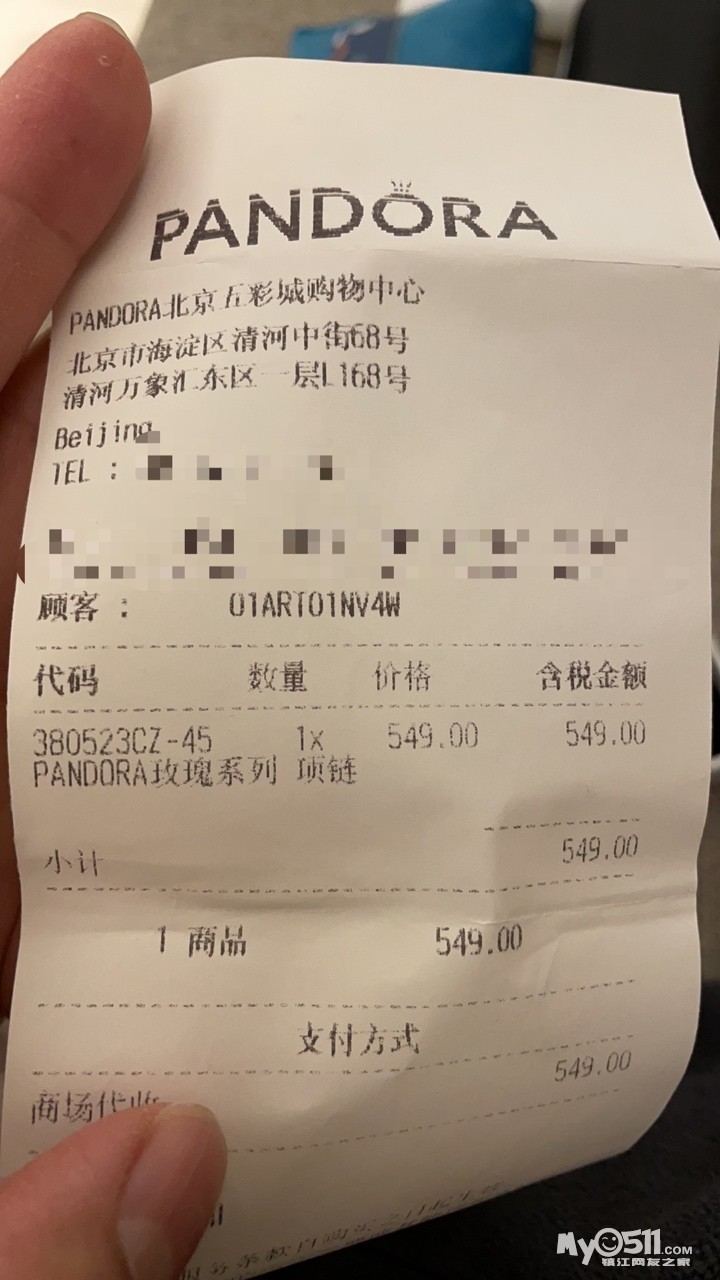 PANDORA
PANDORA北京五彩城购物中心
北京市海淀区清河中街68号
清河万象汇东区一层L168号
Beijing
TEL :
顾客 : 01ART01NV4W
代码 数量 价格 含税金额
380523CZ-45 1x 549.00 549.00
PANDORA玫瑰系列 项链
小计 549.00
1 商品 549.00
支付方式
商场代收 549.00
My0511.com
镇江网友之家